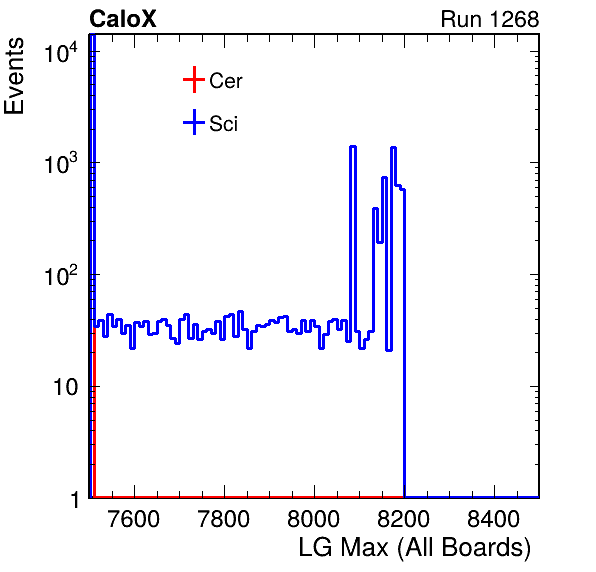 CaloX Run 1268
Events
Cer
Sci
10^4
10^3
10^2
10
1
7600 7800 8000 8200 8400
LG Max (All Boards)